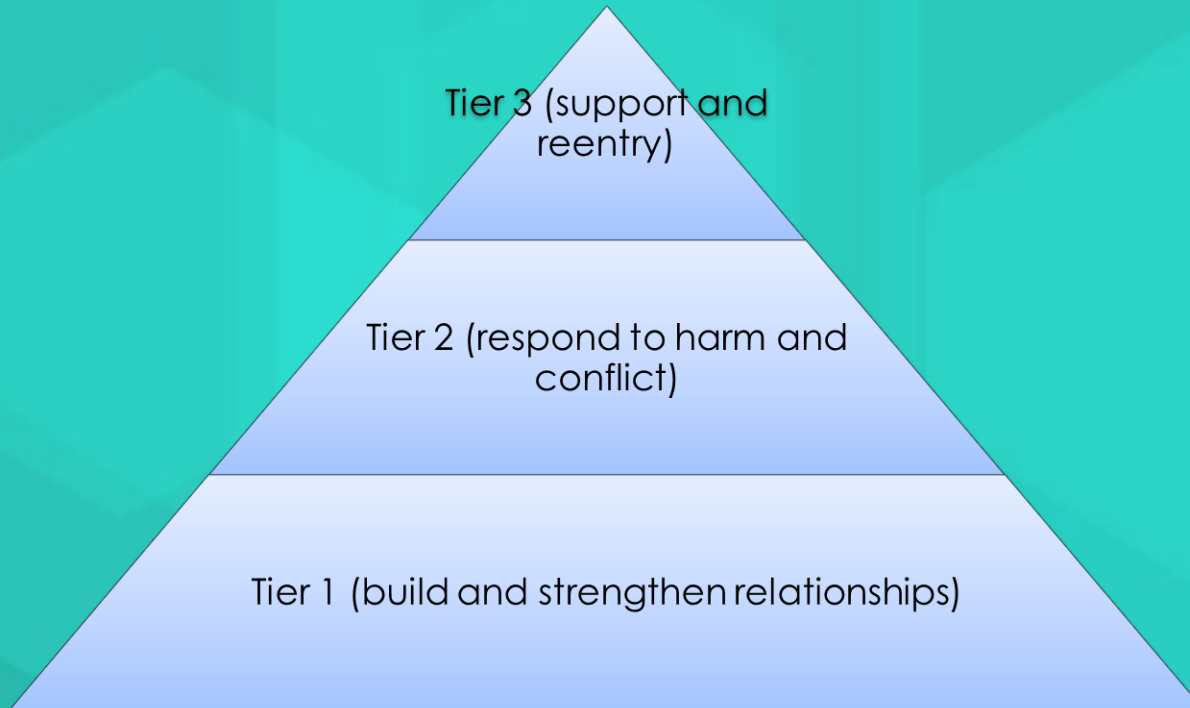 Tier 3 (support and
reentry)
Tier 2 (respond to harm and
conflict)
Tier 1 (build and strengthen relationships)